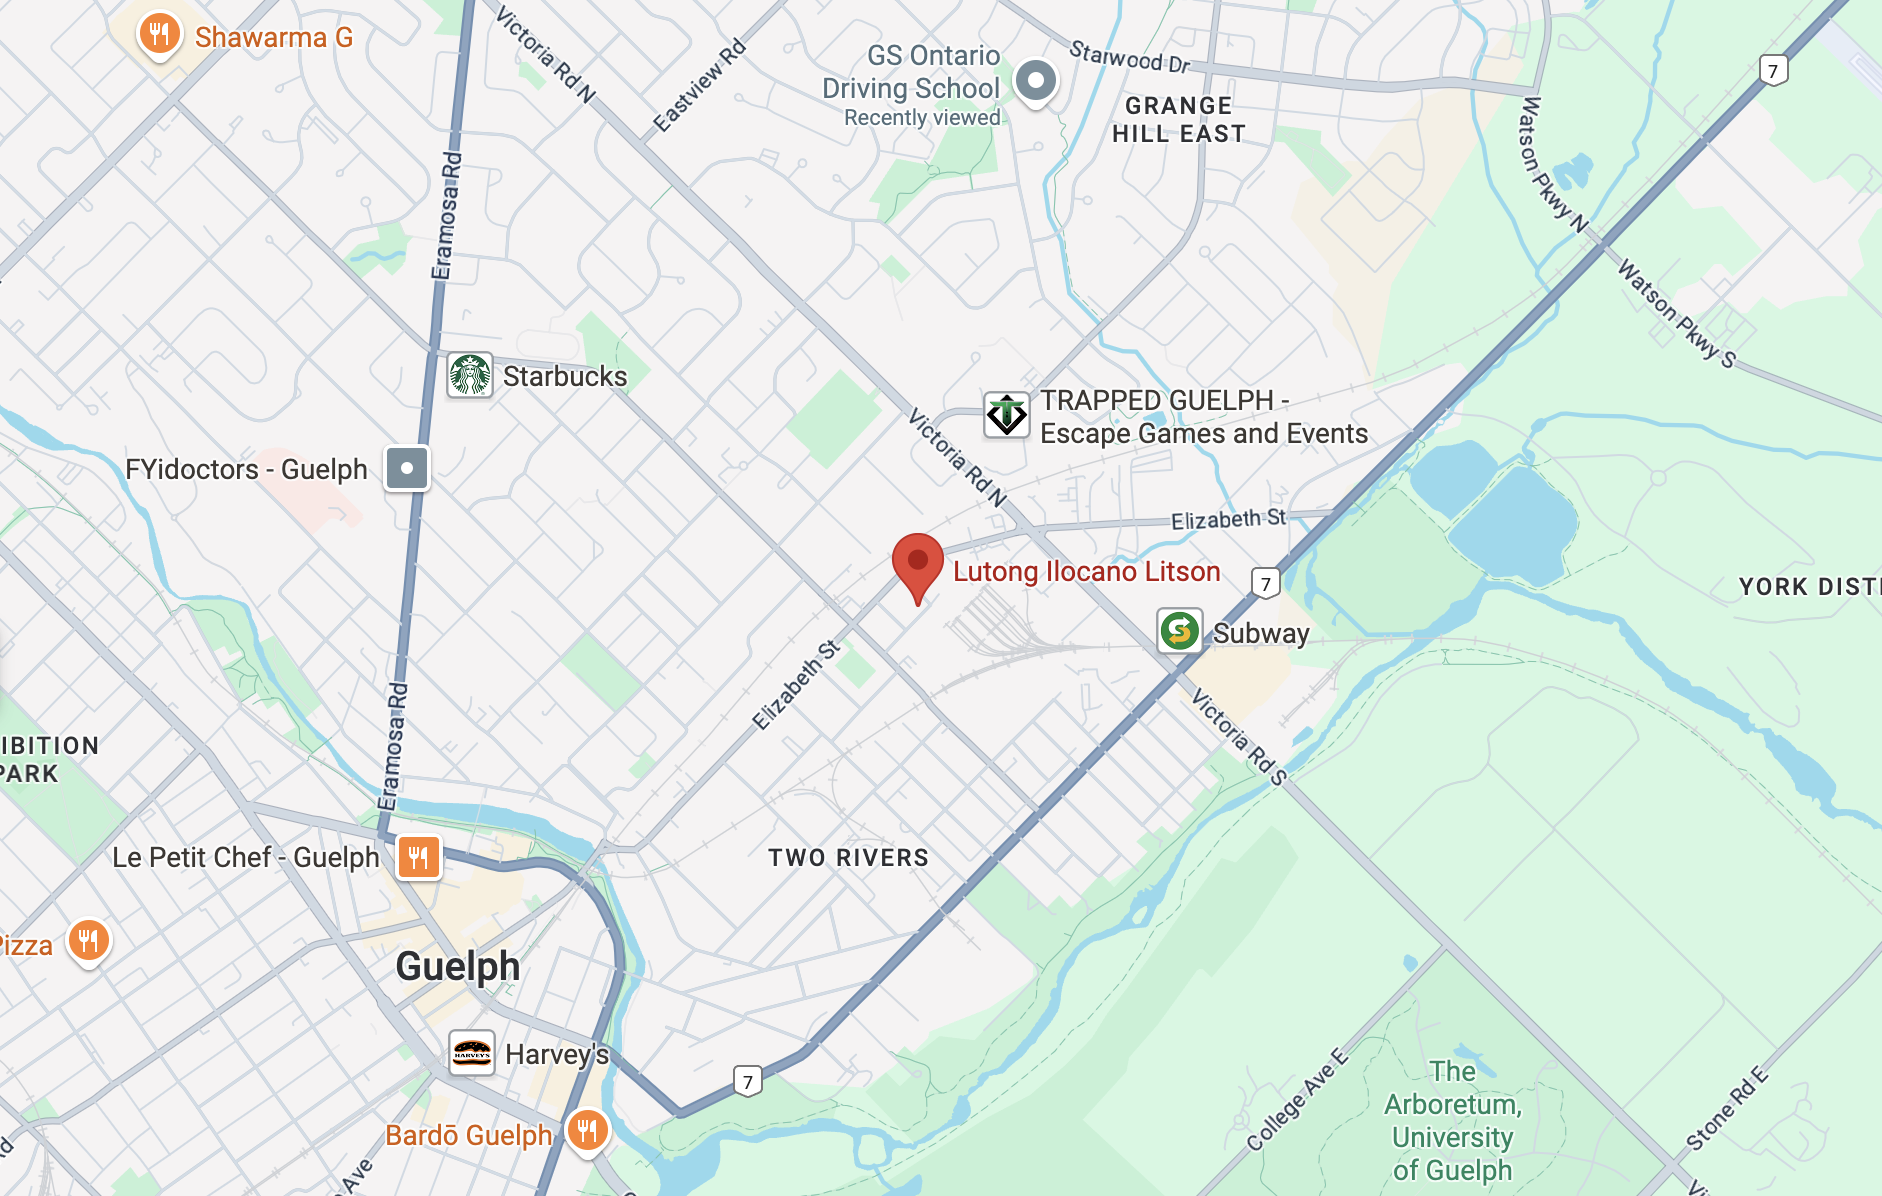 Shawarma G
Victoria Rd N
Eastview Rd
GS Ontario
Driving School
Recently viewed
Starwood Dr
7
GRANGE
HILL EAST
Watson Pkwy N
Eramosa Rd
Watson Pkwy S
Starbucks
TRAPPED GUELPH -
Escape Games and Events
Victoria Rd N
FYidoctors - Guelph
Elizabeth St
Lutong Ilocano Litson
7
YORK DISTI
Subway
Elizabeth St
Victoria Rd S
Eramosa Rd
IBITION
PARK
Le Petit Chef - Guelph
TWO RIVERS
Pizza
Guelph
HARVEY'S
Harvey's
7
College Ave E
The
Arboretum,
University
of Guelph
Stone Rd E
Bardō Guelph
Ave